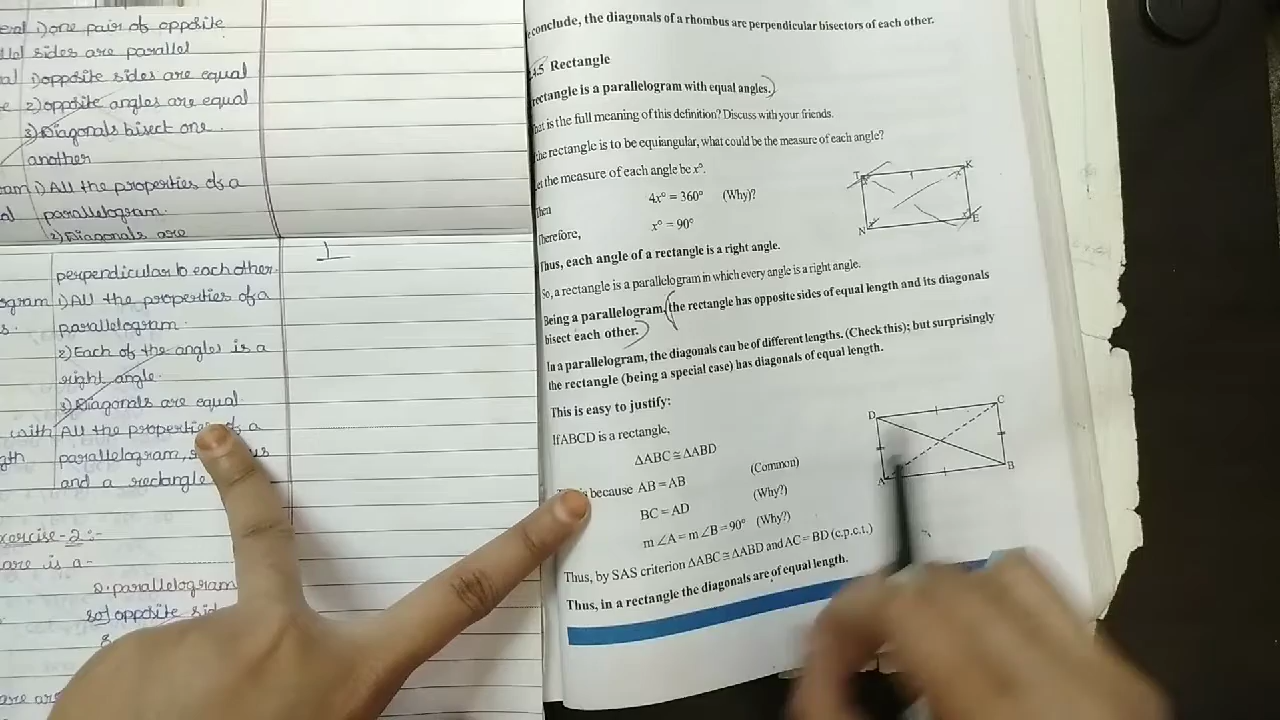 one pair of opposite
sides are parallel
1)opposite sides are equal
2) opposite angles are equal
3)Diagonals bisect one
another
1) All the properties of a
parallelogram.
2)Diagonals are
perpendicular to each other.
1) All the properties of a
parallelogram.
2) Each of the angles is a
right angle.
3) Diagonals are equal.
with All the properties of a
parallelogram,
and a rectangle
is a
parallelogram
opposite
conclude, the diagonals of a rhombus are perpendicular bisectors of each other.
4.5 Rectangle
rectangle is a parallelogram with equal angles.
is the full meaning of this definition? Discuss with your friends.
the rectangle is to be equiangular, what could be the measure of each angle?
the measure of each angle be x°.
Then 4x° = 360° (Why)?
Therefore, x° = 90°
Thus, each angle of a rectangle is a right angle.
So, a rectangle is a parallelogram in which every angle is a right angle.
Being a parallelogram, the rectangle has opposite sides of equal length and its diagonals
bisect each other.
In a parallelogram, the diagonals can be of different lengths. (Check this); but surprisingly
the rectangle (being a special case) has diagonals of equal length.
This is easy to justify:
If ABCD is a rectangle,
ΔABC ≅ ΔABD
because AB = AB (Common)
BC = AD (Why?)
m ∠A = m ∠B = 90° (Why?)
Thus, by SAS criterion ΔABC ≅ ΔABD and AC = BD (c.p.c.t.)
Thus, in a rectangle the diagonals are of equal length.
K
N
E
D
C
A
B